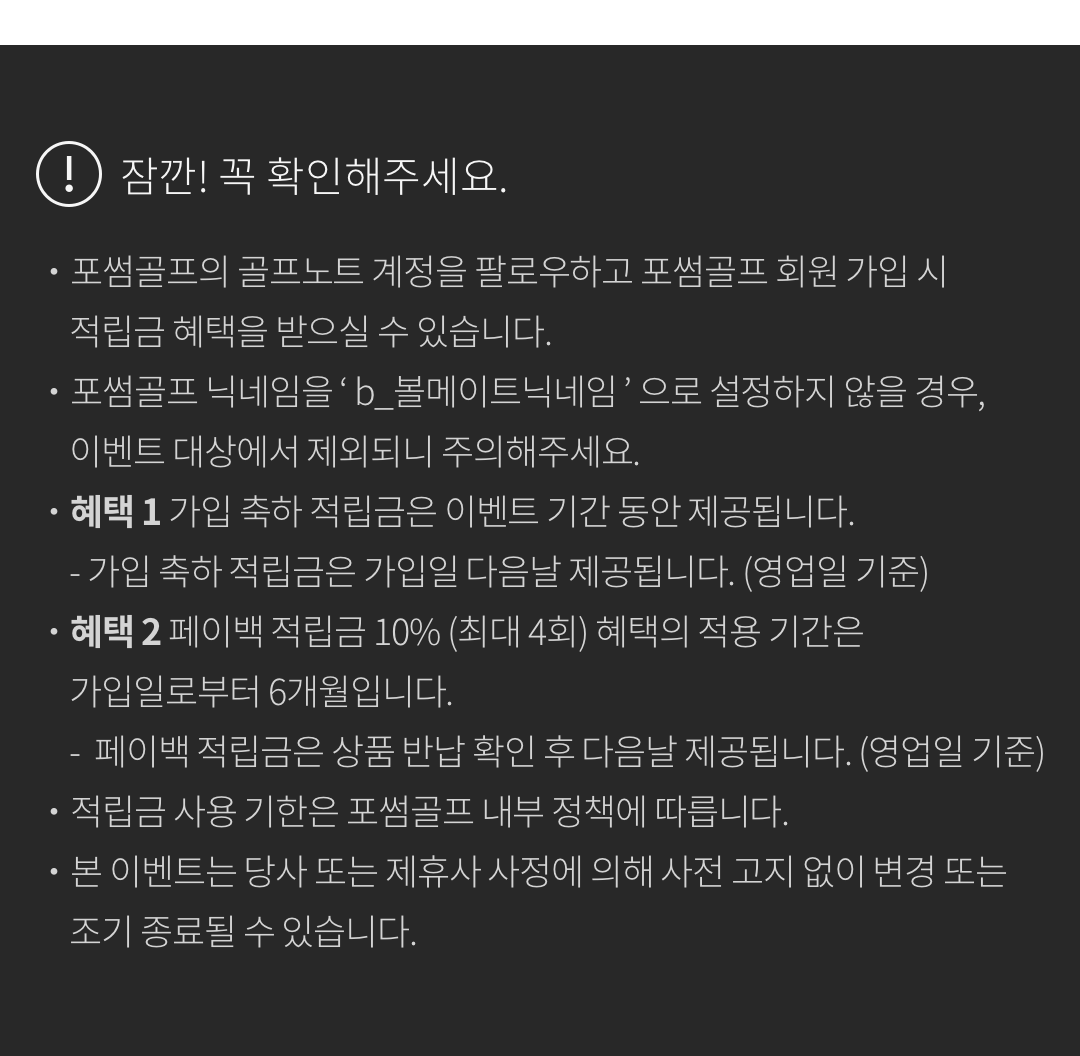 ! 잠깐! 꼭 확인해주세요.
• 포썸골프의 골프노트 계정을 팔로우하고 포썸골프 회원 가입 시
적립금 혜택을 받으실 수 있습니다.
• 포썸골프 닉네임을 ‘ b_볼메이트닉네임 ’ 으로 설정하지 않을 경우,
이벤트 대상에서 제외되니 주의해주세요.
• 혜택 1 가입 축하 적립금은 이벤트 기간 동안 제공됩니다.
- 가입 축하 적립금은 가입일 다음날 제공됩니다. (영업일 기준)
• 혜택 2 페이백 적립금 10% (최대 4회) 혜택의 적용 기간은
가입일로부터 6개월입니다.
- 페이백 적립금은 상품 반납 확인 후 다음날 제공됩니다. (영업일 기준)
• 적립금 사용 기한은 포썸골프 내부 정책에 따릅니다.
• 본 이벤트는 당사 또는 제휴사 사정에 의해 사전 고지 없이 변경 또는
조기 종료될 수 있습니다.